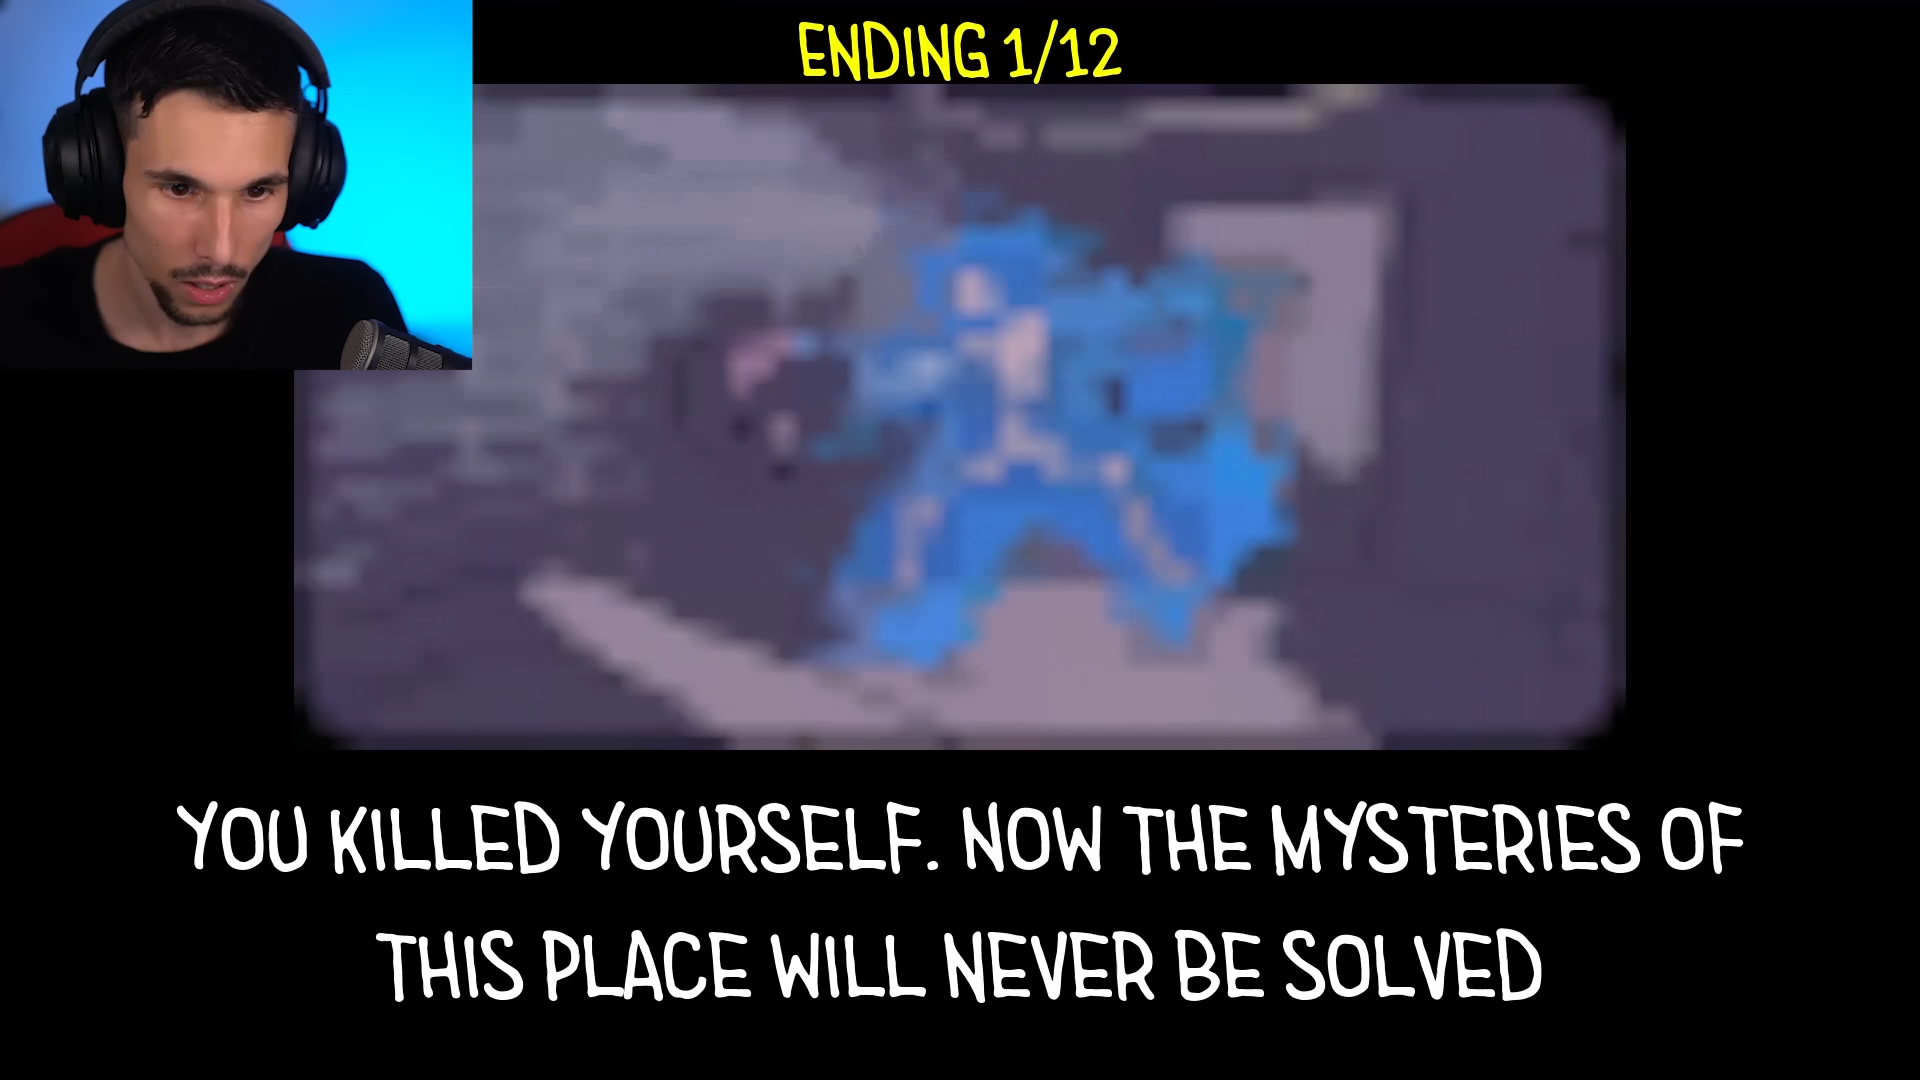 ENDING 1/12
YOU KILLED YOURSELF. NOW THE MYSTERIES OF
THIS PLACE WILL NEVER BE SOLVED